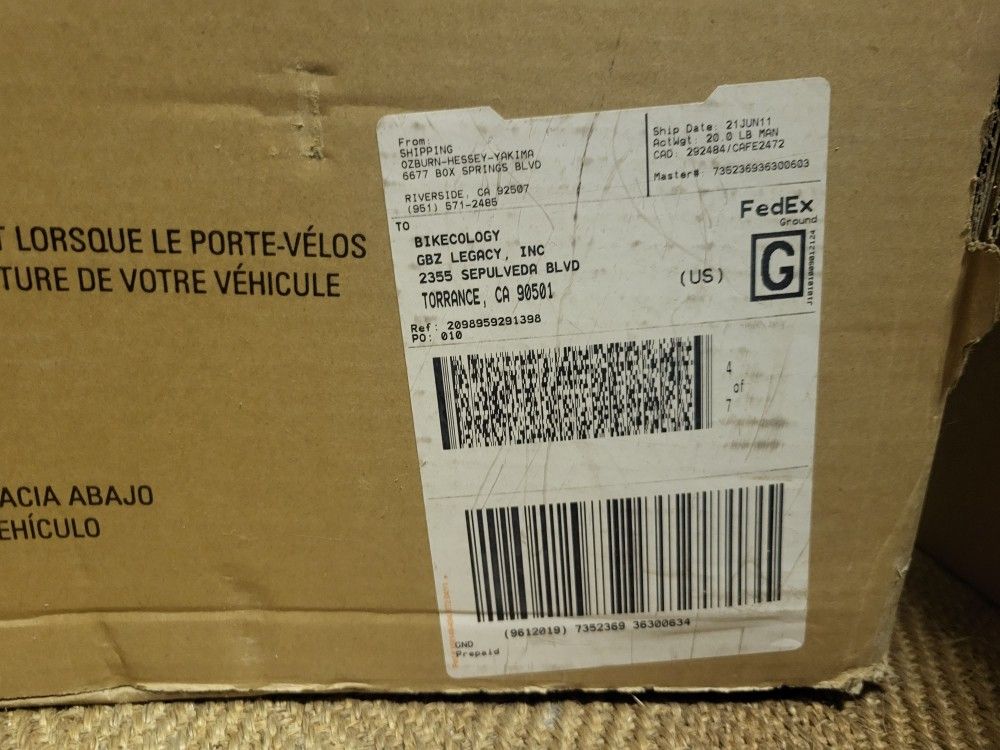 T LORSQUE LE PORTE-VÉLOS
TURE DE VOTRE VÉHICULE
ACIA ABAJO
EHÍCULO
From:
SHIPPING
OZBURN-HESSEY-YAKIMA
6677 BOX SPRINGS BLVD
RIVERSIDE, CA 92507
(951) 571-2485
Ship Date: 21JUN11
ActWgt: 20.0 LB MAN
CAD: 292484/CAFE2472
Master# 735236936300603
TO
BIKECOLOGY
GBZ LEGACY, INC
2355 SEPULVEDA BLVD
TORRANCE, CA 90501
(US)
FedEx
Ground
G
Ref: 2098959291398
PO: 010
4
of
7
(9612019) 7352369 36300634
GND
Prepaid